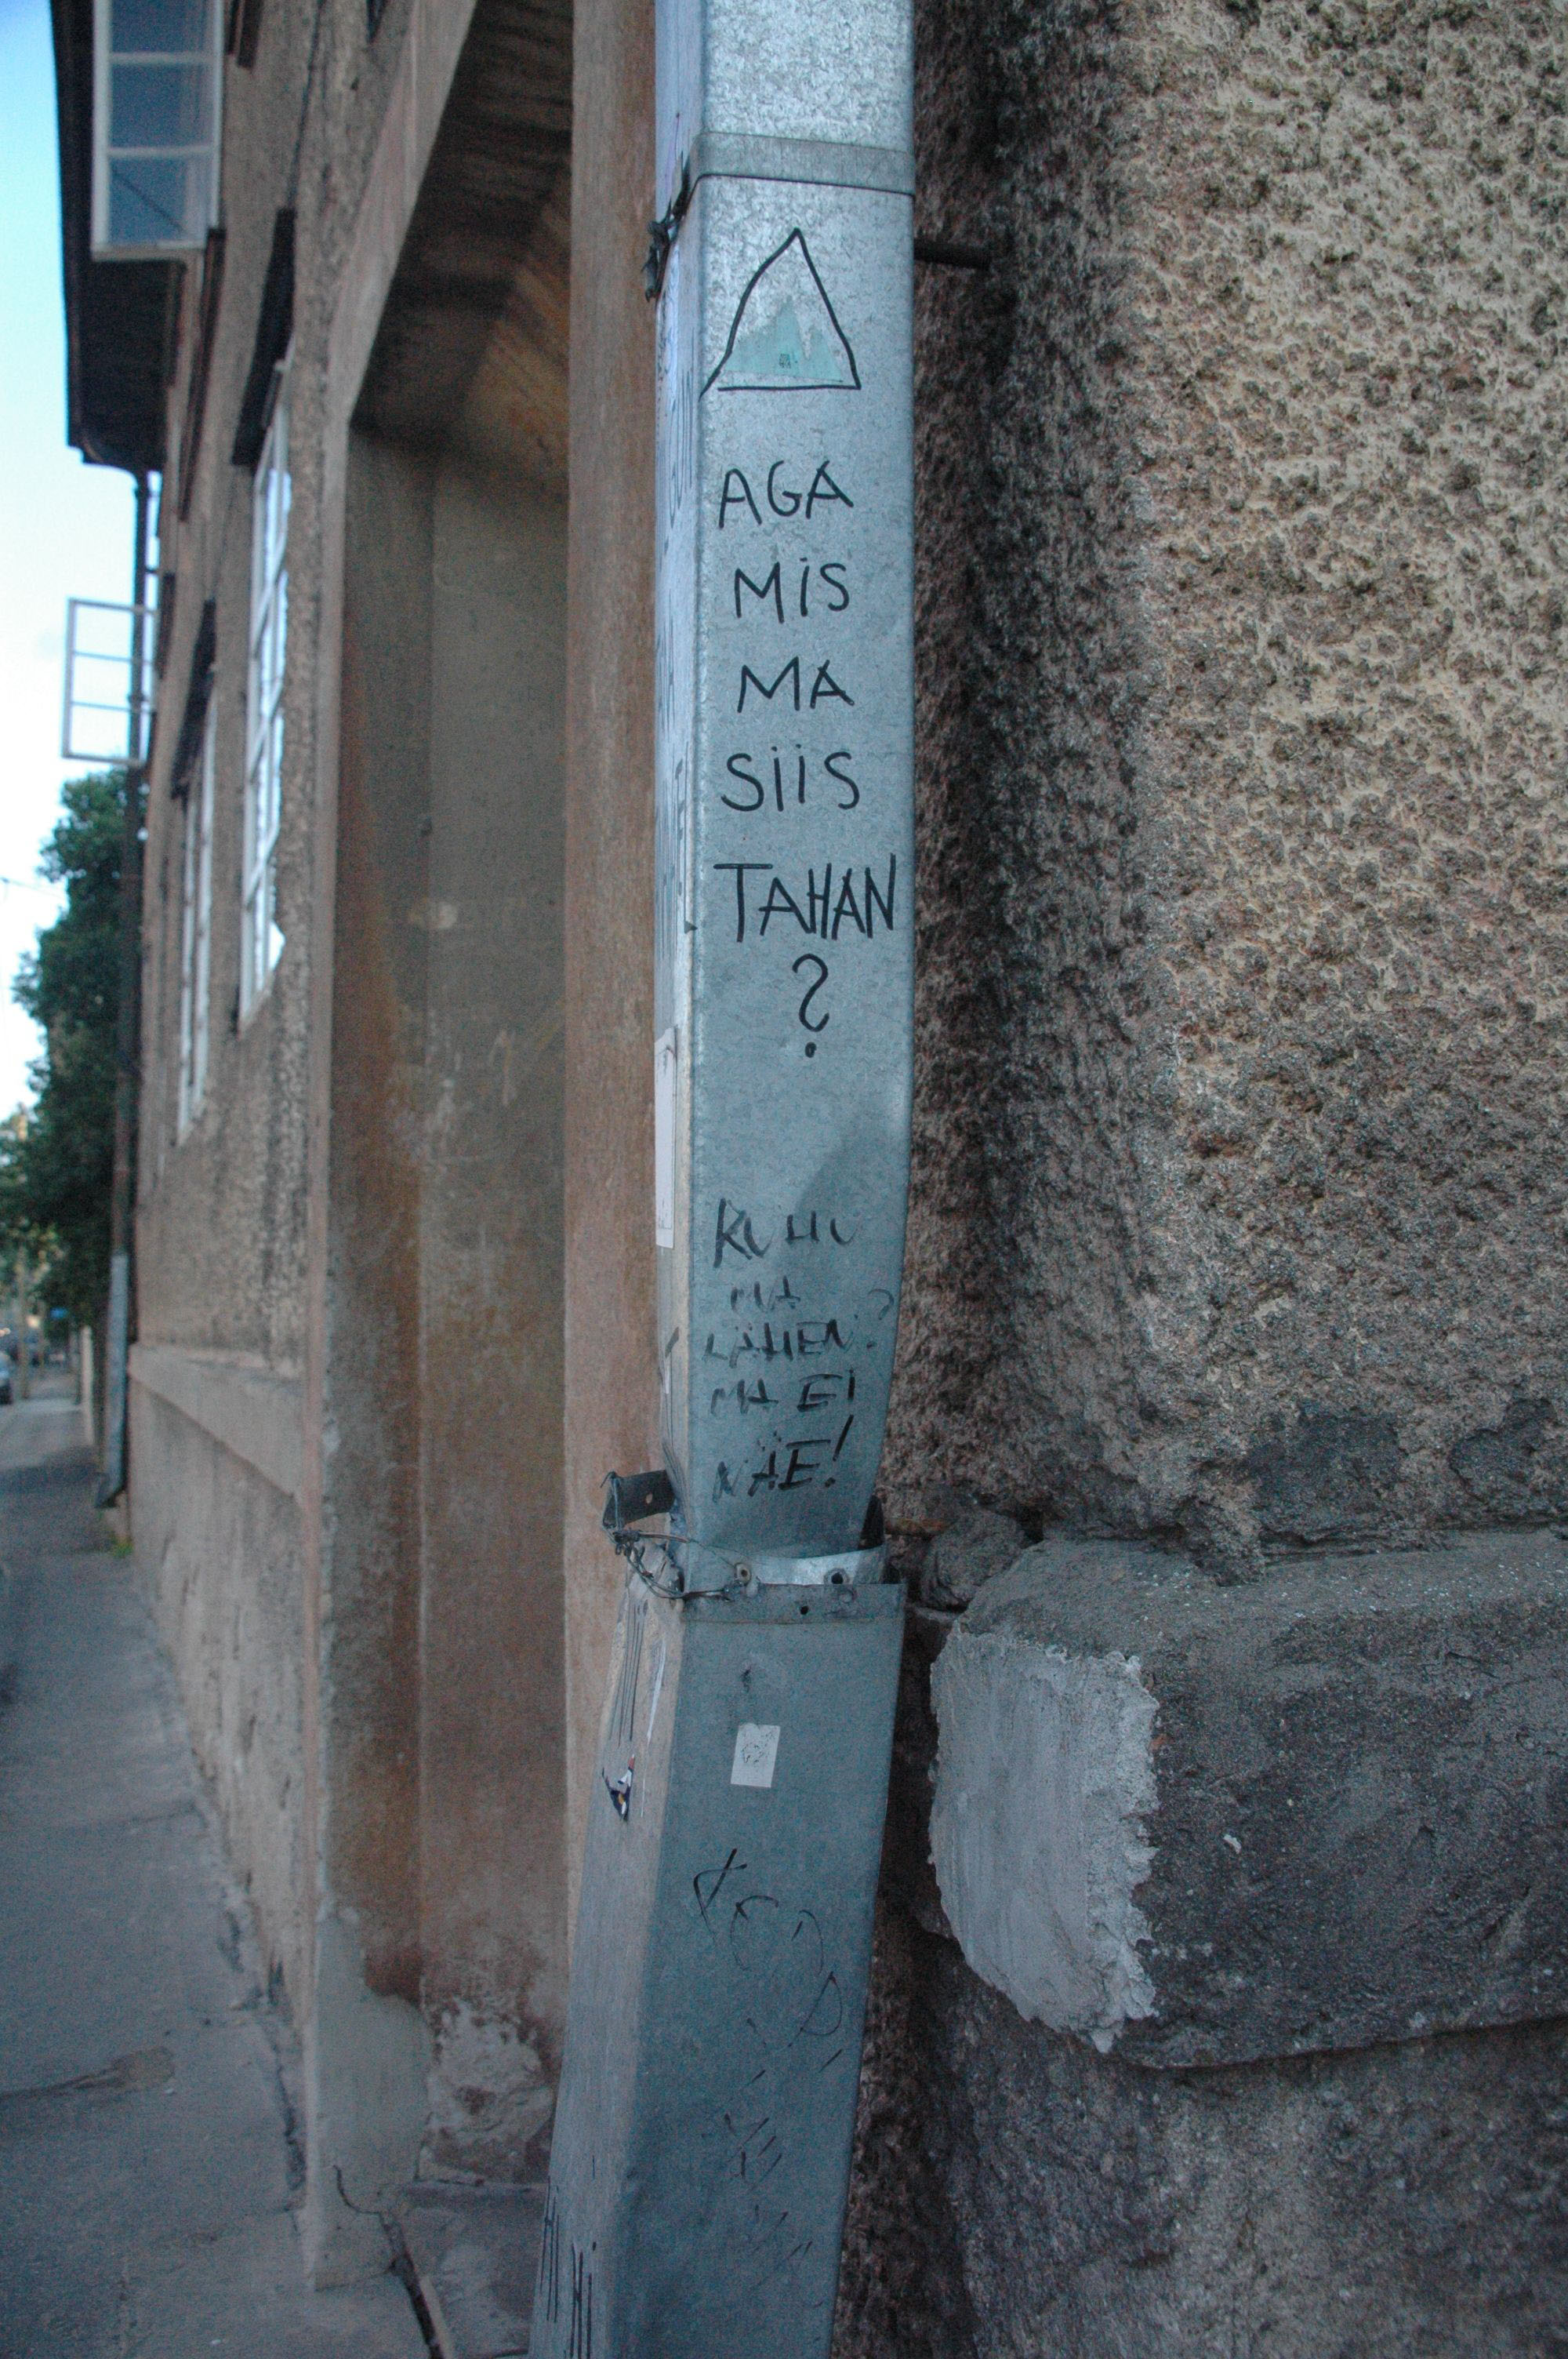 AGA
MIS
MA
SIIS
TAHAN
?
KUHU
MA
LÄHEN?
MA EI
NÄE!